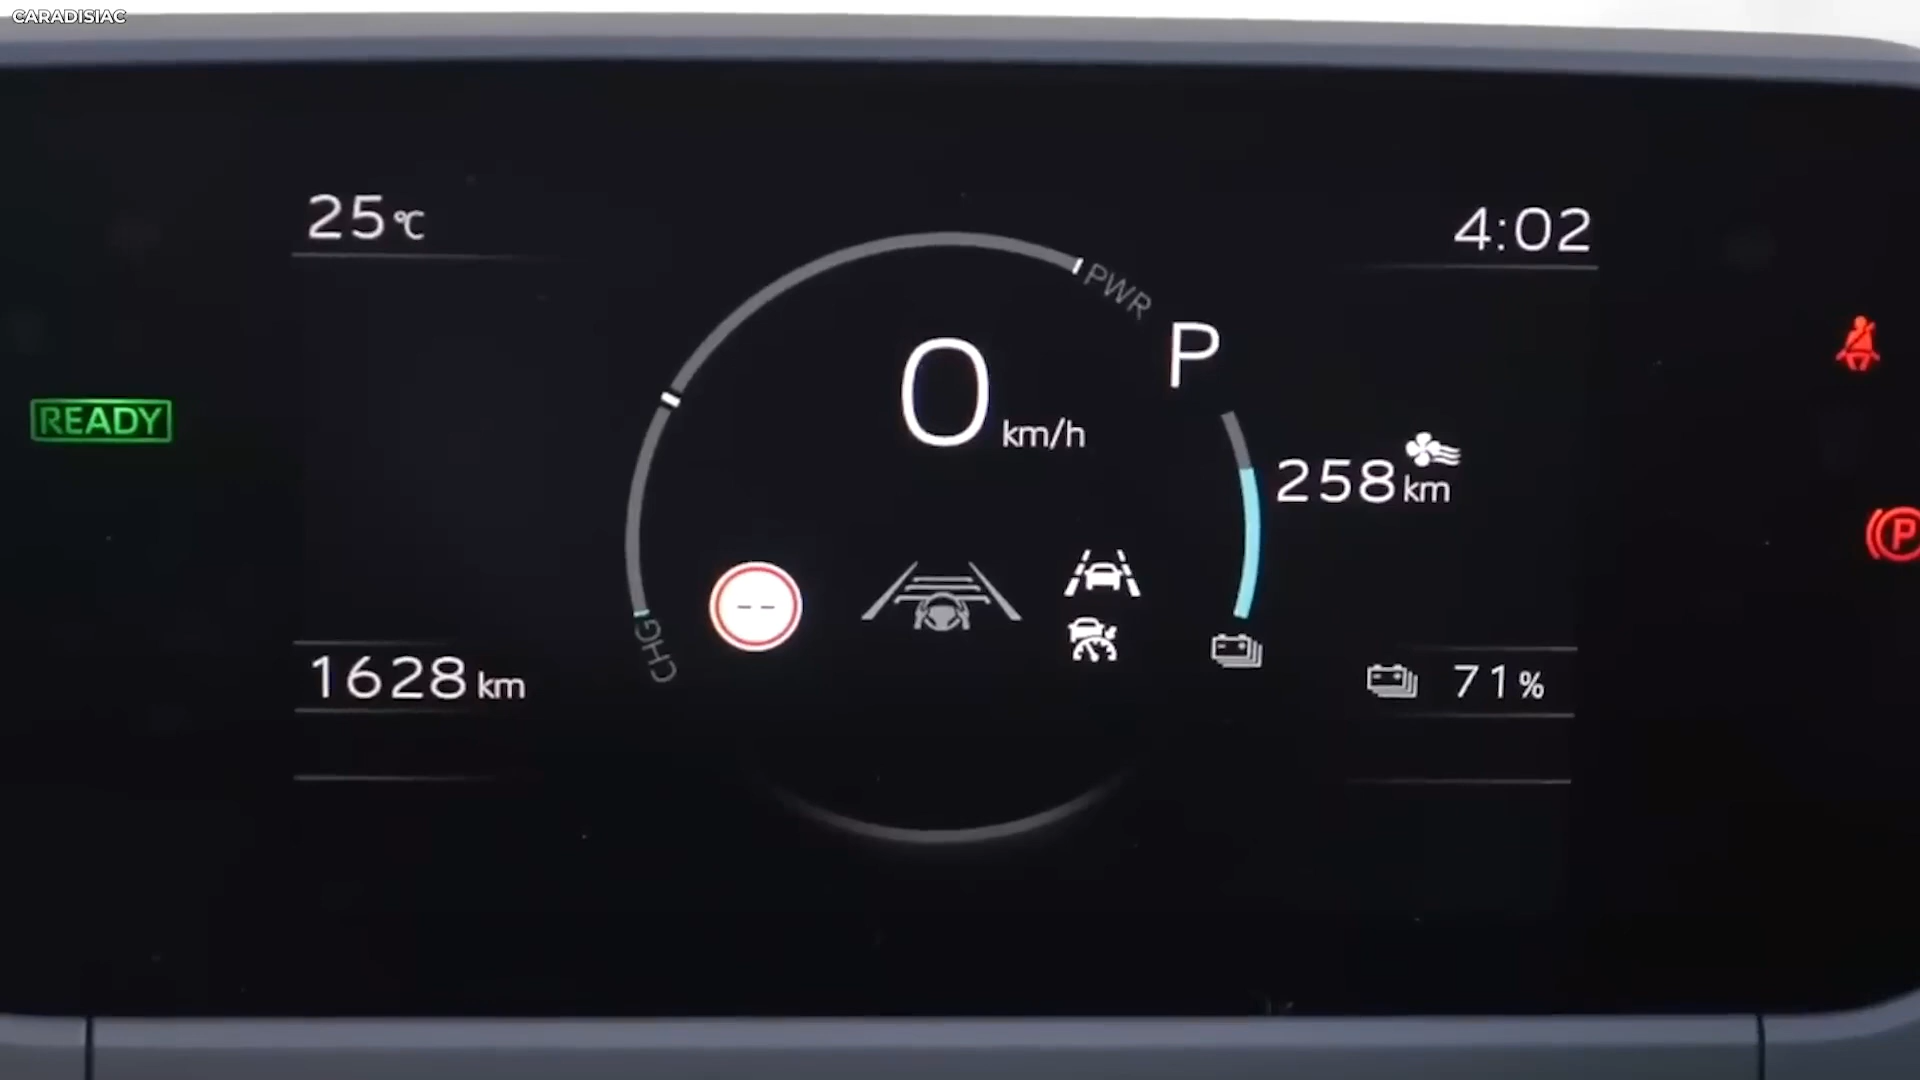 CARADISIAC
25℃
4:02
PWR
P
0 km/h
READY
258 km
--
CHG
1628 km
71%
P